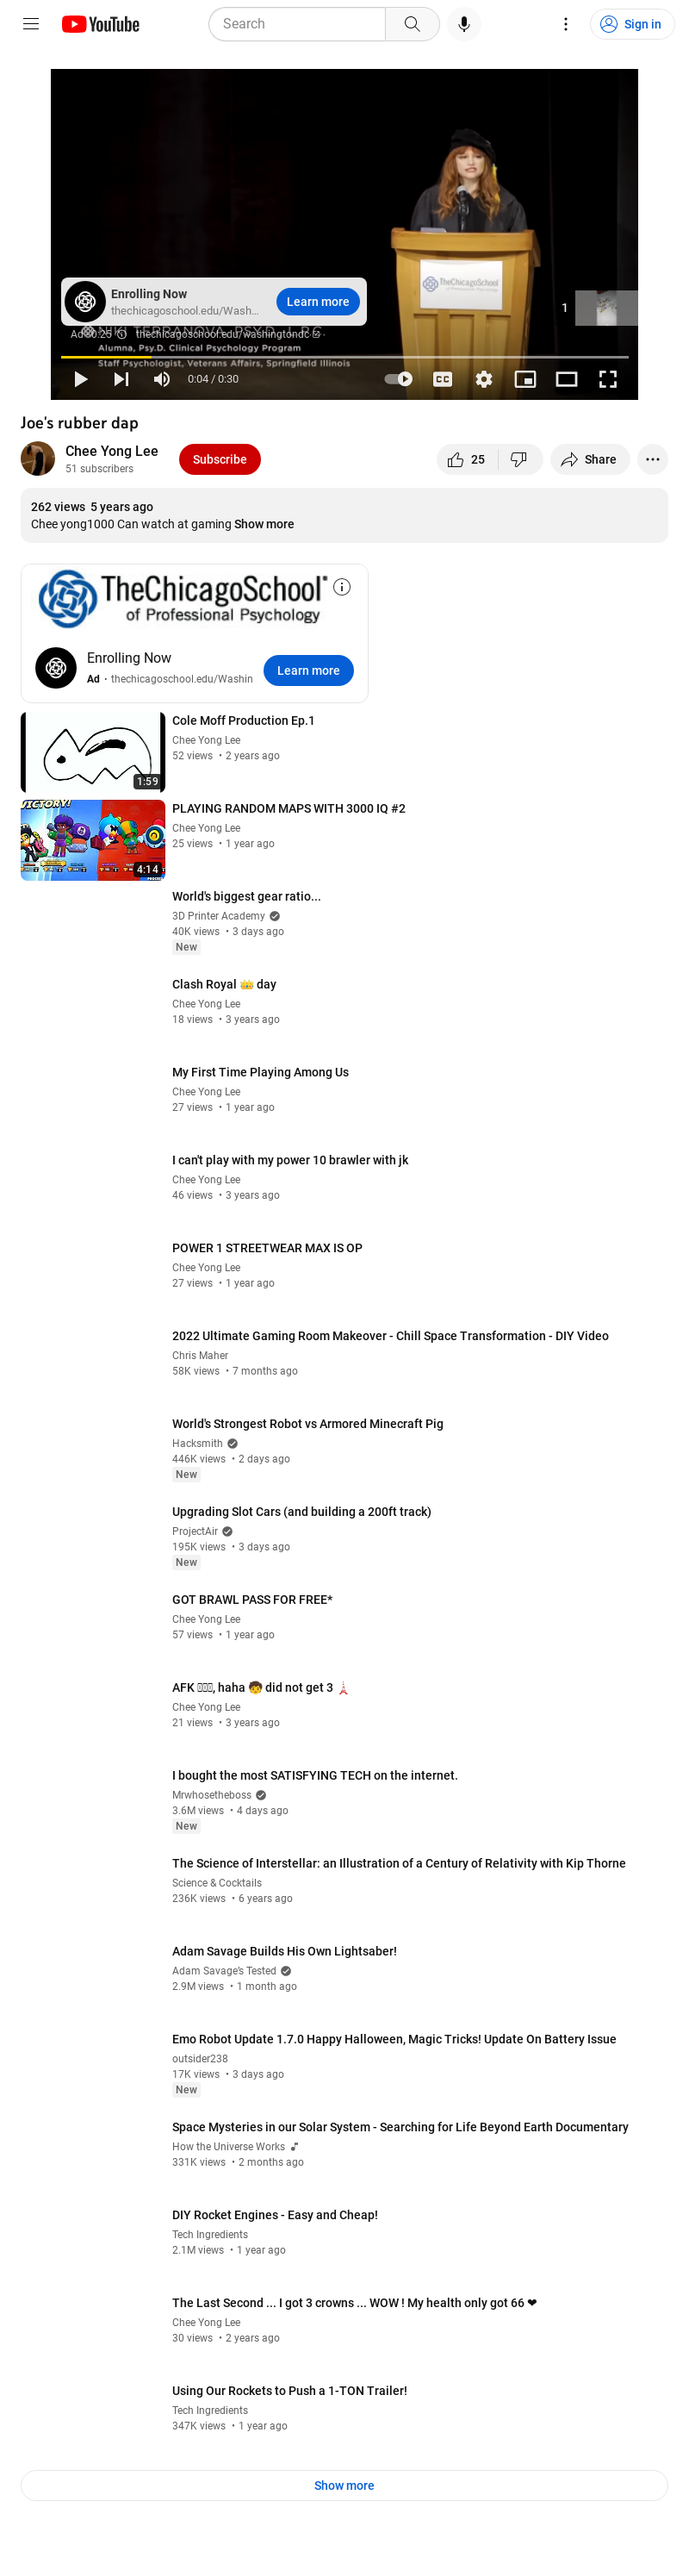 YouTube
Search
Sign in
TheChicagoSchool
Enrolling Now
thechicagoschool.edu/Wash...
Learn more
1
NIKI TERRANOVA, PSY.D., L.P.C.
Ad · 0:25 thechicagoschool.edu/washingtondc
Alumna, Psy.D. Clinical Psychology Program
Staff Psychologist, Veterans Affairs, Springfield Illinois
0:04 / 0:30
CC
Joe's rubber dap
Chee Yong Lee
51 subscribers
Subscribe
25
Share
262 views 5 years ago
Chee yong1000 Can watch at gaming Show more
TheChicagoSchool®
of Professional Psychology
Enrolling Now
Ad · thechicagoschool.edu/Washin
Learn more
Cole Moff Production Ep.1
Chee Yong Lee
52 views • 2 years ago
1:59
VICTORY!
PLAYING RANDOM MAPS WITH 3000 IQ #2
Chee Yong Lee
25 views • 1 year ago
4:14
World's biggest gear ratio...
3D Printer Academy
40K views • 3 days ago
New
Clash Royal 👑 day
Chee Yong Lee
18 views • 3 years ago
My First Time Playing Among Us
Chee Yong Lee
27 views • 1 year ago
I can't play with my power 10 brawler with jk
Chee Yong Lee
46 views • 3 years ago
POWER 1 STREETWEAR MAX IS OP
Chee Yong Lee
27 views • 1 year ago
2022 Ultimate Gaming Room Makeover - Chill Space Transformation - DIY Video
Chris Maher
58K views • 7 months ago
World's Strongest Robot vs Armored Minecraft Pig
Hacksmith
446K views • 2 days ago
New
Upgrading Slot Cars (and building a 200ft track)
ProjectAir
195K views • 3 days ago
New
GOT BRAWL PASS FOR FREE*
Chee Yong Lee
57 views • 1 year ago
AFK , haha 🧒 did not get 3 🗼
Chee Yong Lee
21 views • 3 years ago
I bought the most SATISFYING TECH on the internet.
Mrwhosetheboss
3.6M views • 4 days ago
New
The Science of Interstellar: an Illustration of a Century of Relativity with Kip Thorne
Science & Cocktails
236K views • 6 years ago
Adam Savage Builds His Own Lightsaber!
Adam Savage's Tested
2.9M views • 1 month ago
Emo Robot Update 1.7.0 Happy Halloween, Magic Tricks! Update On Battery Issue
outsider238
17K views • 3 days ago
New
Space Mysteries in our Solar System - Searching for Life Beyond Earth Documentary
How the Universe Works
331K views • 2 months ago
DIY Rocket Engines - Easy and Cheap!
Tech Ingredients
2.1M views • 1 year ago
The Last Second ... I got 3 crowns ... WOW ! My health only got 66 ❤
Chee Yong Lee
30 views • 2 years ago
Using Our Rockets to Push a 1-TON Trailer!
Tech Ingredients
347K views • 1 year ago
Show more